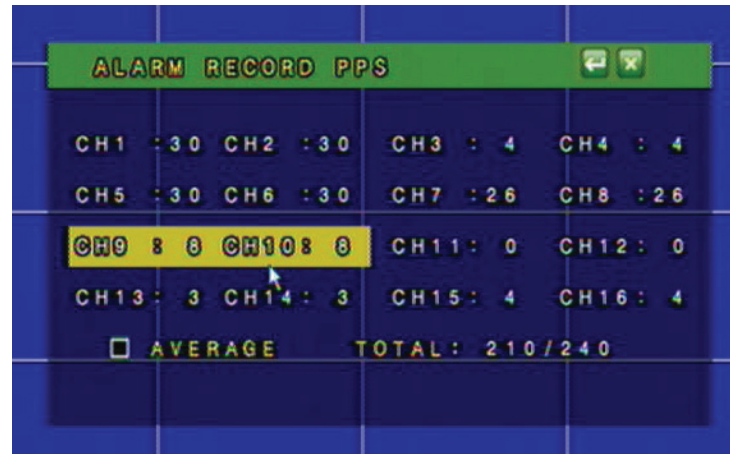 ALARM RECORD PPS
CH1 :30 CH2 :30 CH3 : 4 CH4 : 4
CH5 :30 CH6 :30 CH7 :26 CH8 :26
CH9 : 8 CH10: 8 CH11: 0 CH12: 0
CH13: 3 CH14: 3 CH15: 4 CH16: 4
AVERAGE TOTAL: 210/240